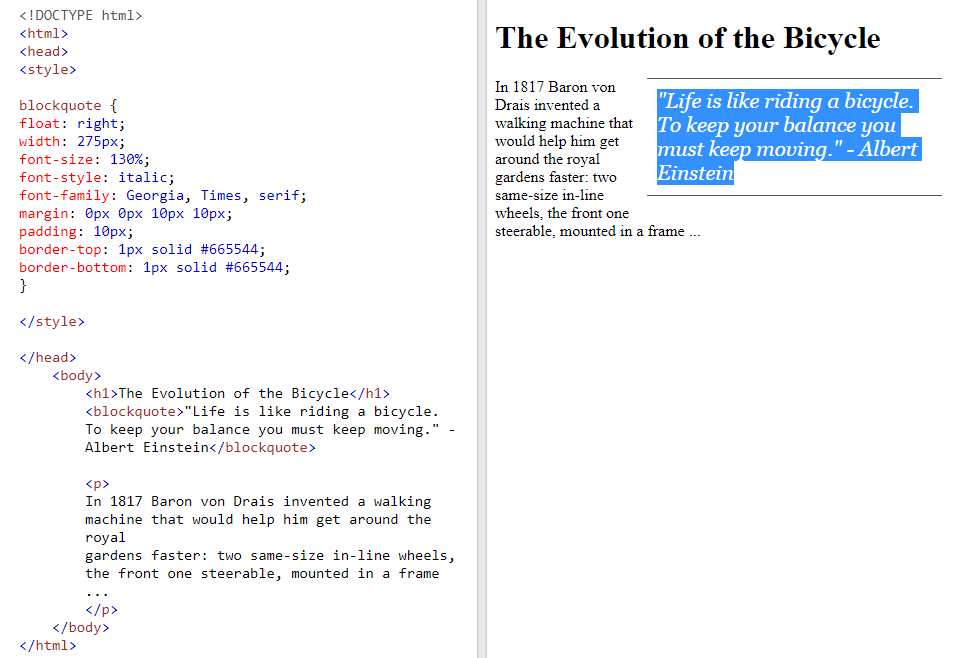 <!DOCTYPE html>
<html>
<head>
<style>
blockquote {
float: right;
width: 275px;
font-size: 130%;
font-style: italic;
font-family: Georgia, Times, serif;
margin: 0px 0px 10px 10px;
padding: 10px;
border-top: 1px solid #665544;
border-bottom: 1px solid #665544;
}
</style>
</head>
<body>
<h1>The Evolution of the Bicycle</h1>
<blockquote>"Life is like riding a bicycle.
To keep your balance you must keep moving." -
Albert Einstein</blockquote>
<p>
In 1817 Baron von Drais invented a walking
machine that would help him get around the
royal
gardens faster: two same-size in-line wheels,
the front one steerable, mounted in a frame
...
</p>
</body>
</html>
The Evolution of the Bicycle
In 1817 Baron von
Drais invented a
walking machine that
would help him get
around the royal
gardens faster: two
same-size in-line
wheels, the front one
steerable, mounted in a frame ...
"Life is like riding a bicycle.
To keep your balance you
must keep moving." - Albert
Einstein